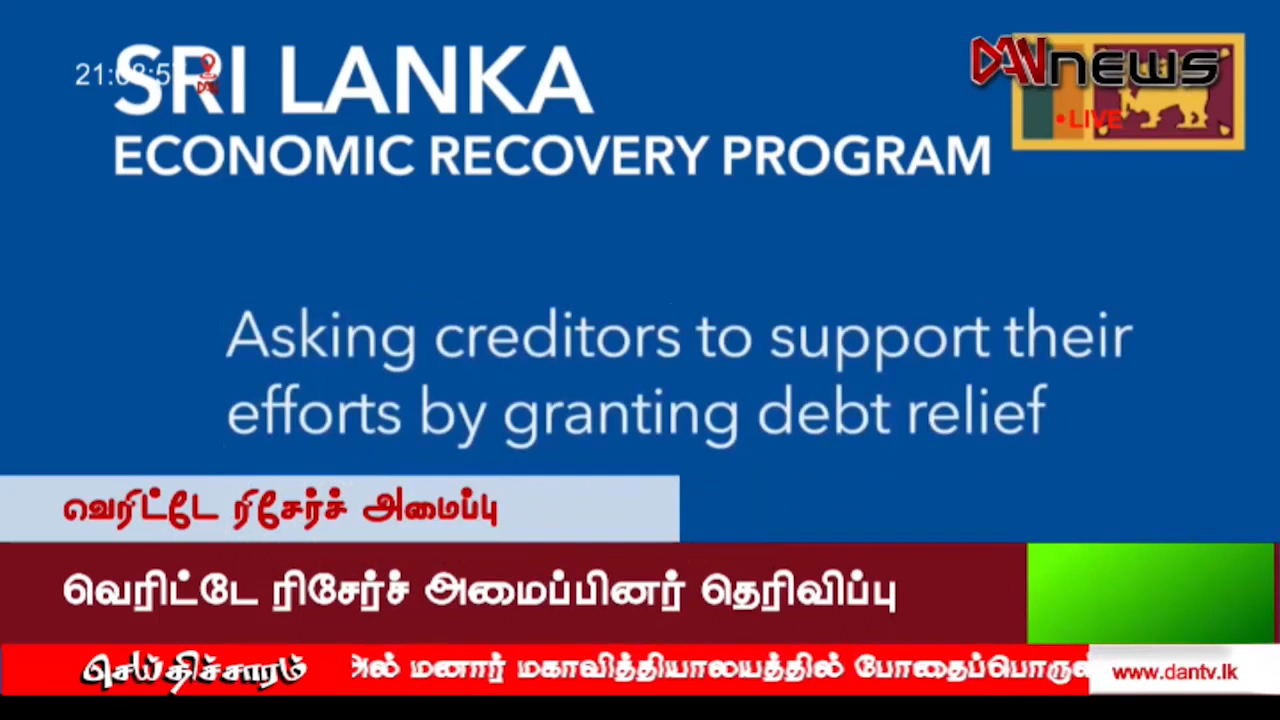 SRI LANKA
DAN news
LIVE
ECONOMIC RECOVERY PROGRAM
Asking creditors to support their
efforts by granting debt relief
வெரிட்டே ரிசேர்ச் அமைப்பு
வெரிட்டே ரிசேர்ச் அமைப்பினர் தெரிவிப்பு
செய்திச்சாரம்
அல் மனார் மகாவித்தியாலயத்தில்
www.dantv.lk